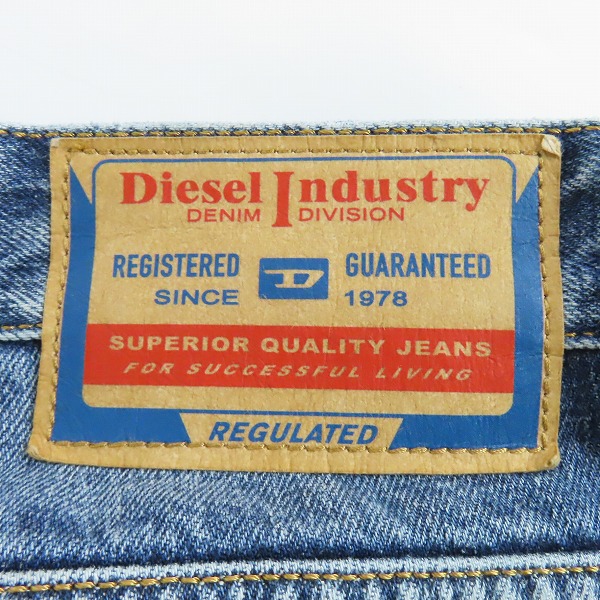 Diesel Industry
DENIM DIVISION
REGISTERED D GUARANTEED
SINCE 1978
SUPERIOR QUALITY JEANS
FOR SUCCESSFUL LIVING
REGULATED